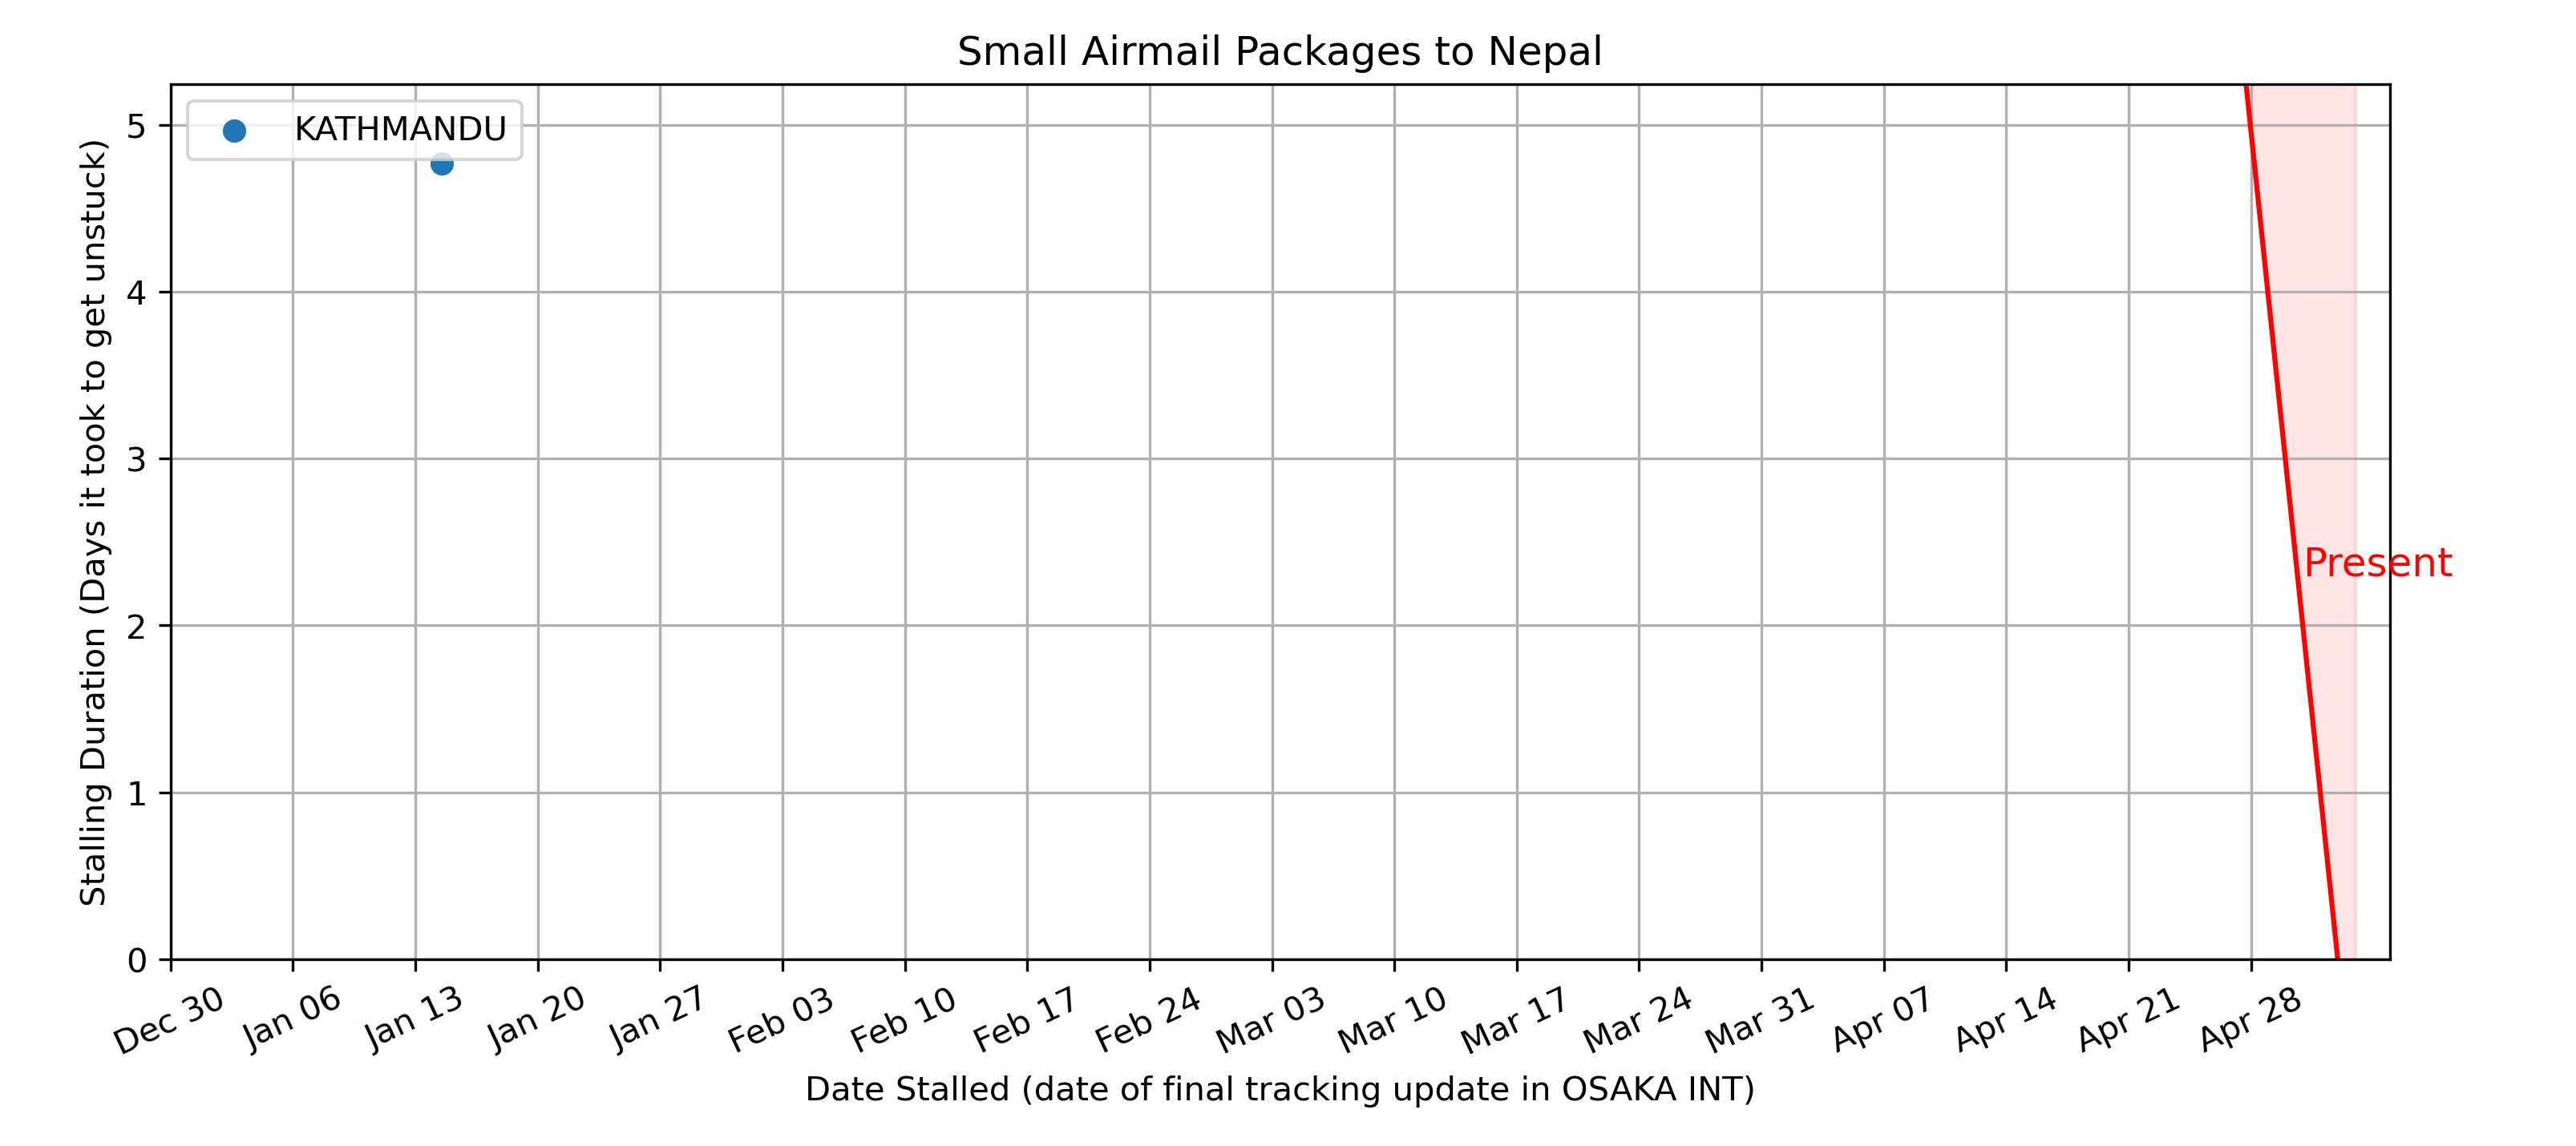 Small Airmail Packages to Nepal
KATHMANDU
Stalling Duration (Days it took to get unstuck)
5
4
3
2
1
0
Present
Dec 30
Jan 06
Jan 13
Jan 20
Jan 27
Feb 03
Feb 10
Feb 17
Feb 24
Mar 03
Mar 10
Mar 17
Mar 24
Mar 31
Apr 07
Apr 14
Apr 21
Apr 28
Date Stalled (date of final tracking update in OSAKA INT)